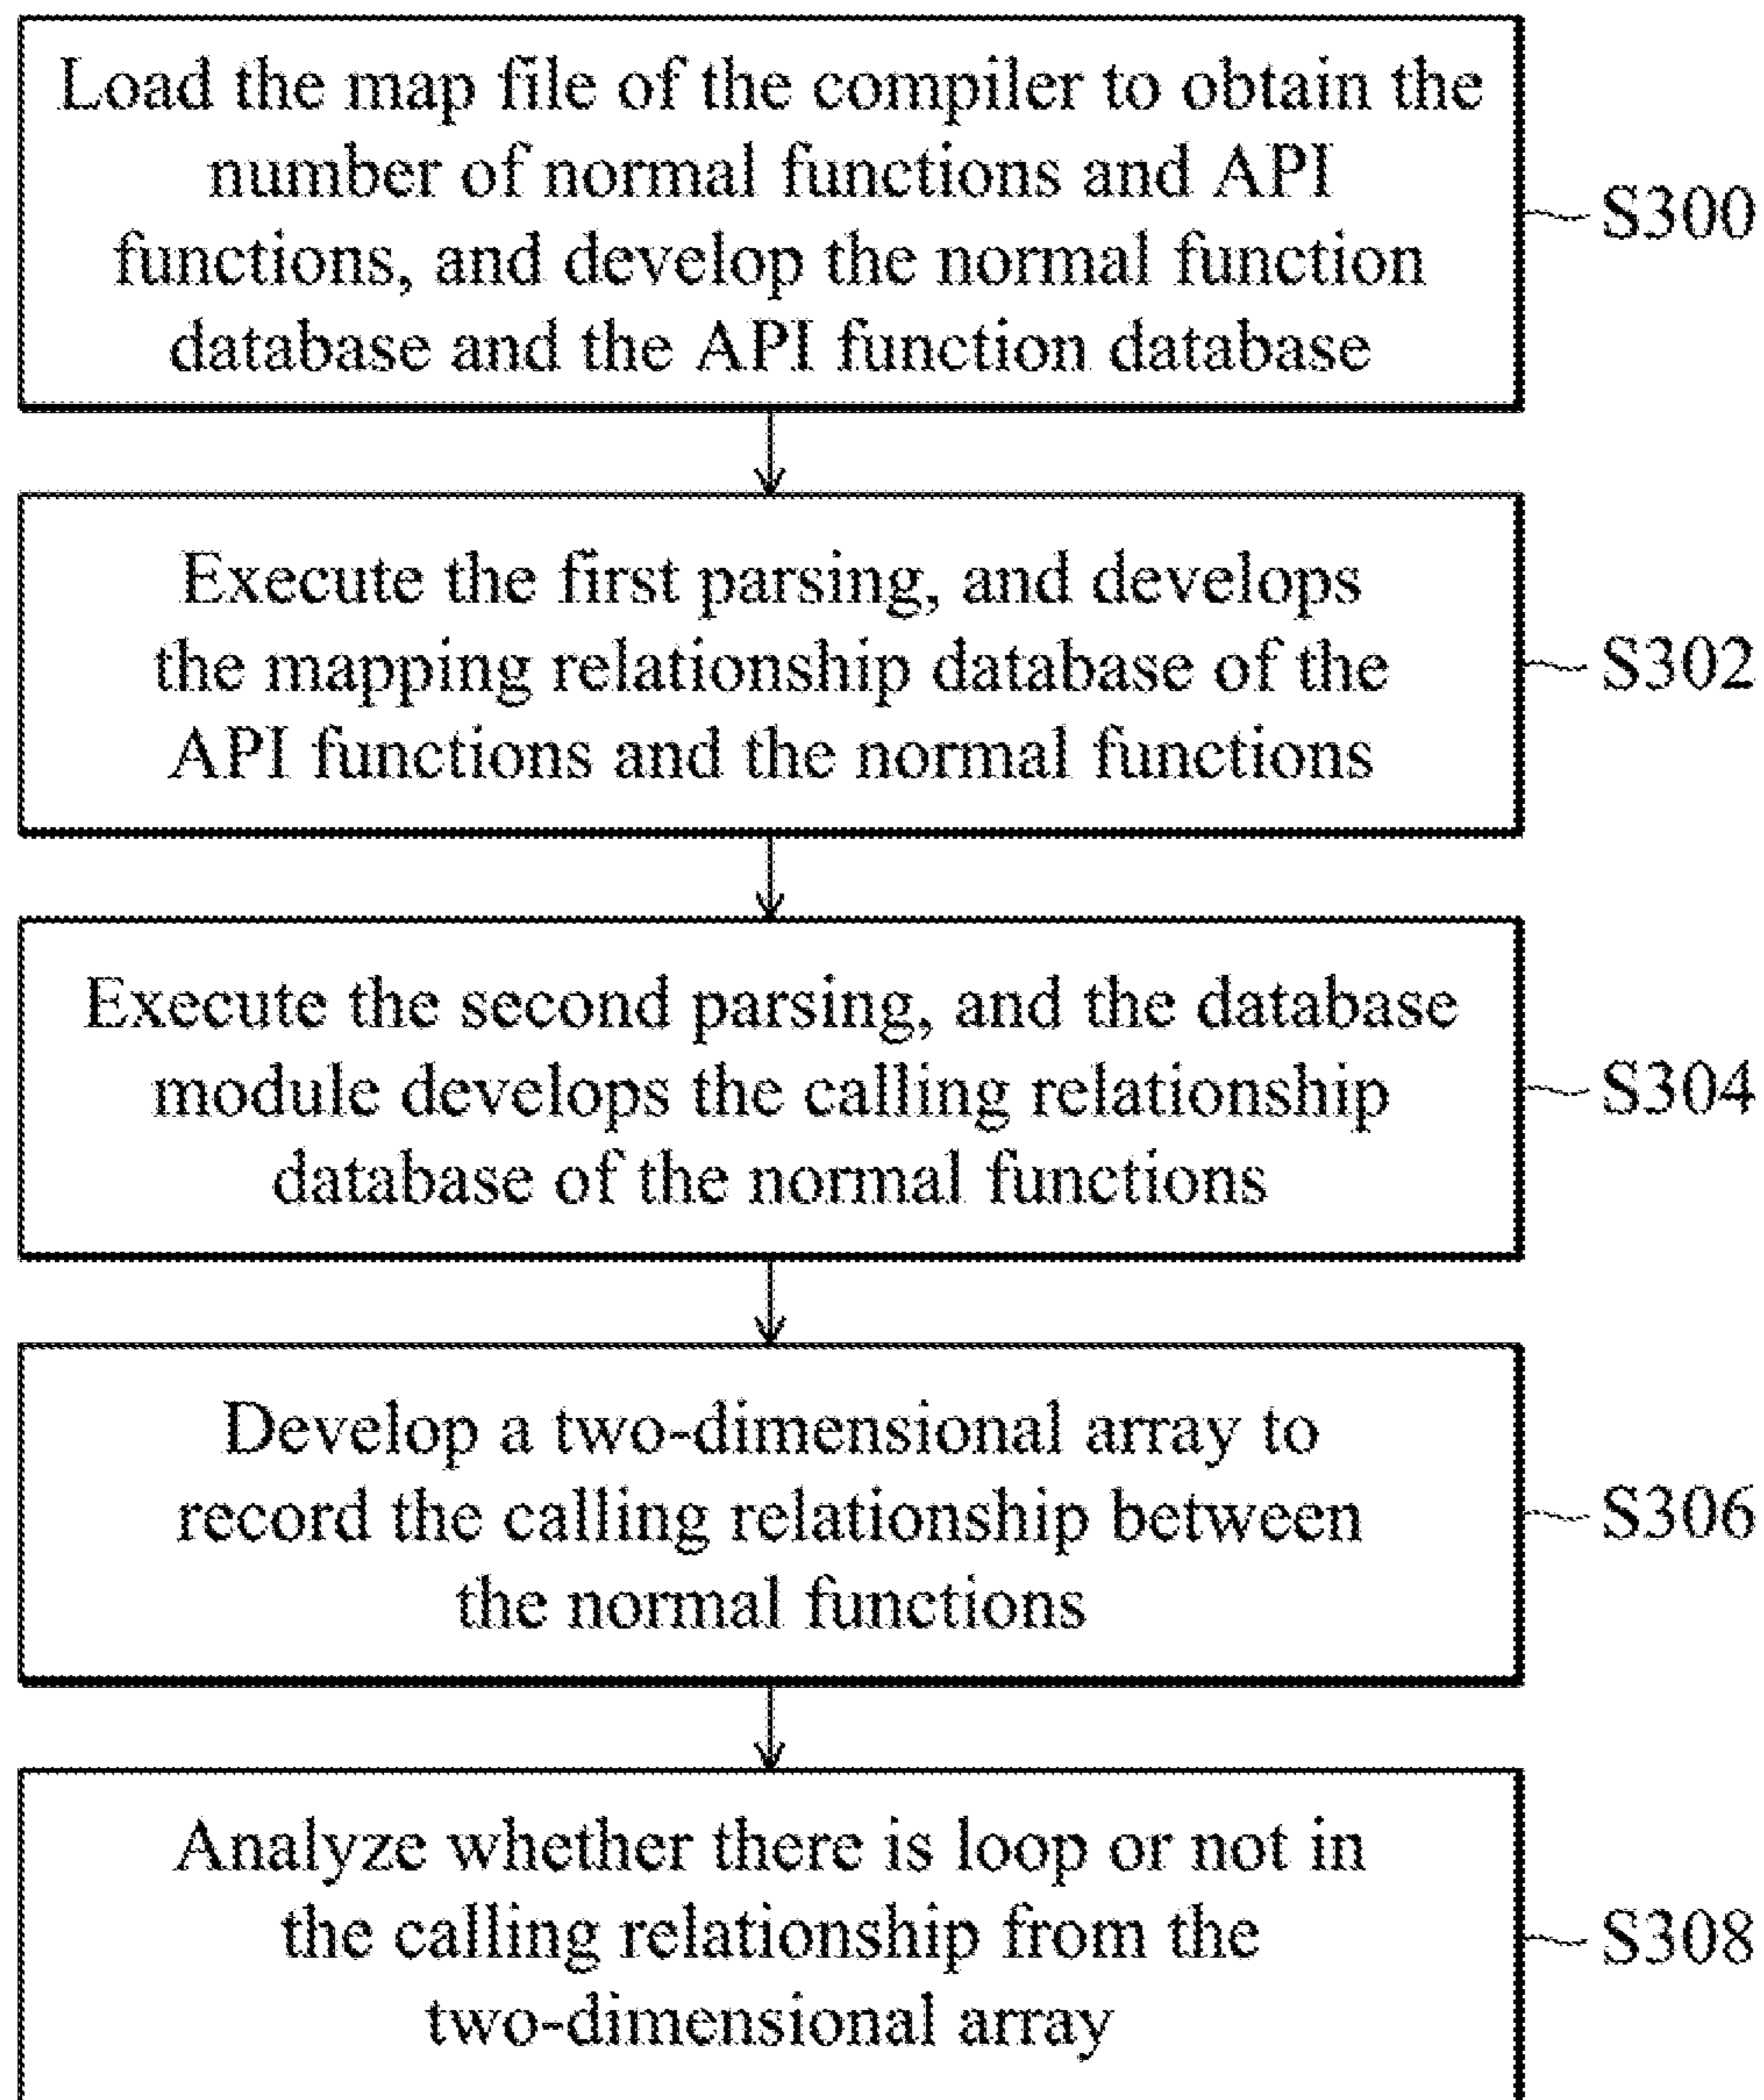 Load the map file of the compiler to obtain the
number of normal functions and API
functions, and develop the normal function
database and the API function database
S300
Execute the first parsing, and develops
the mapping relationship database of the
API functions and the normal functions
S302
Execute the second parsing, and the database
module develops the calling relationship
database of the normal functions
S304
Develop a two-dimensional array to
record the calling relationship between
the normal functions
S306
Analyze whether there is loop or not in
the calling relationship from the
two-dimensional array
S308